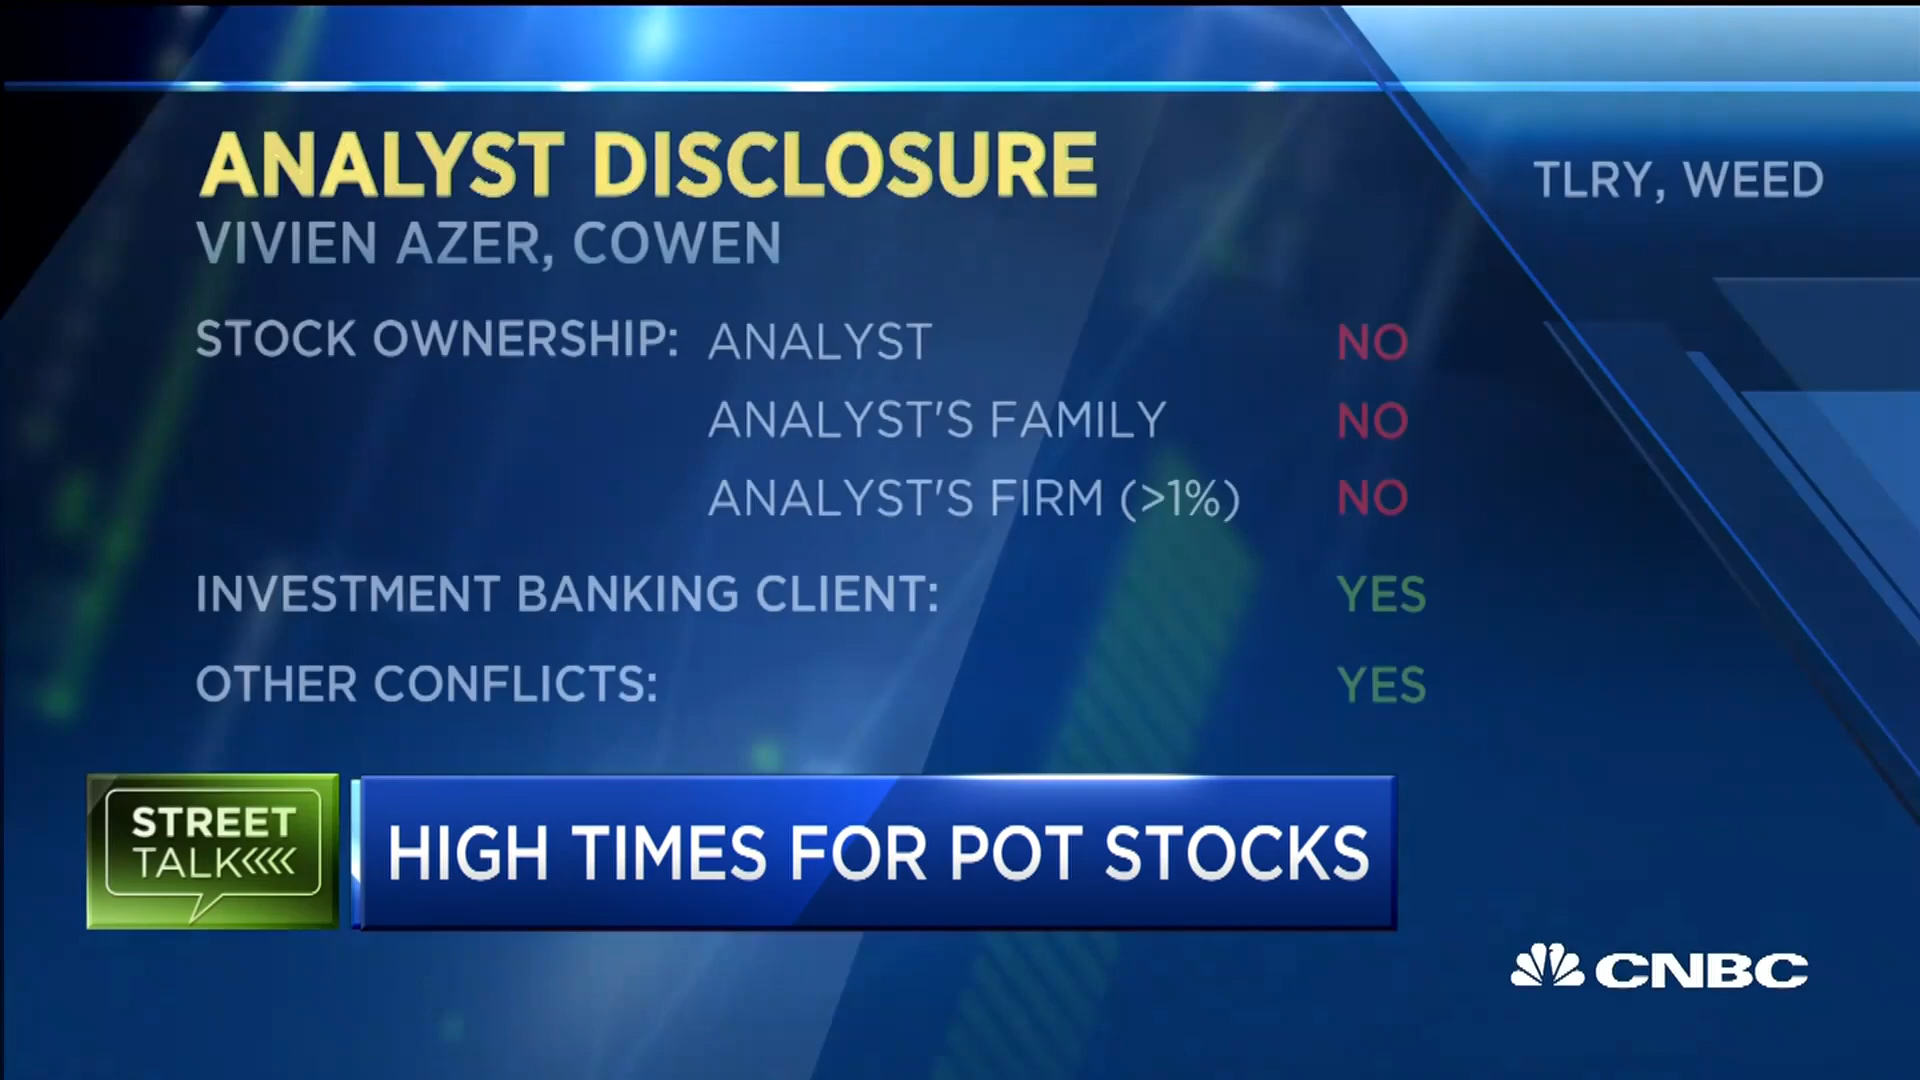 ANALYST DISCLOSURE
TLRY, WEED
VIVIEN AZER, COWEN
STOCK OWNERSHIP: ANALYST NO
ANALYST'S FAMILY NO
ANALYST'S FIRM (>1%) NO
INVESTMENT BANKING CLIENT: YES
OTHER CONFLICTS: YES
STREET
TALK<<<<
HIGH TIMES FOR POT STOCKS
CNBC